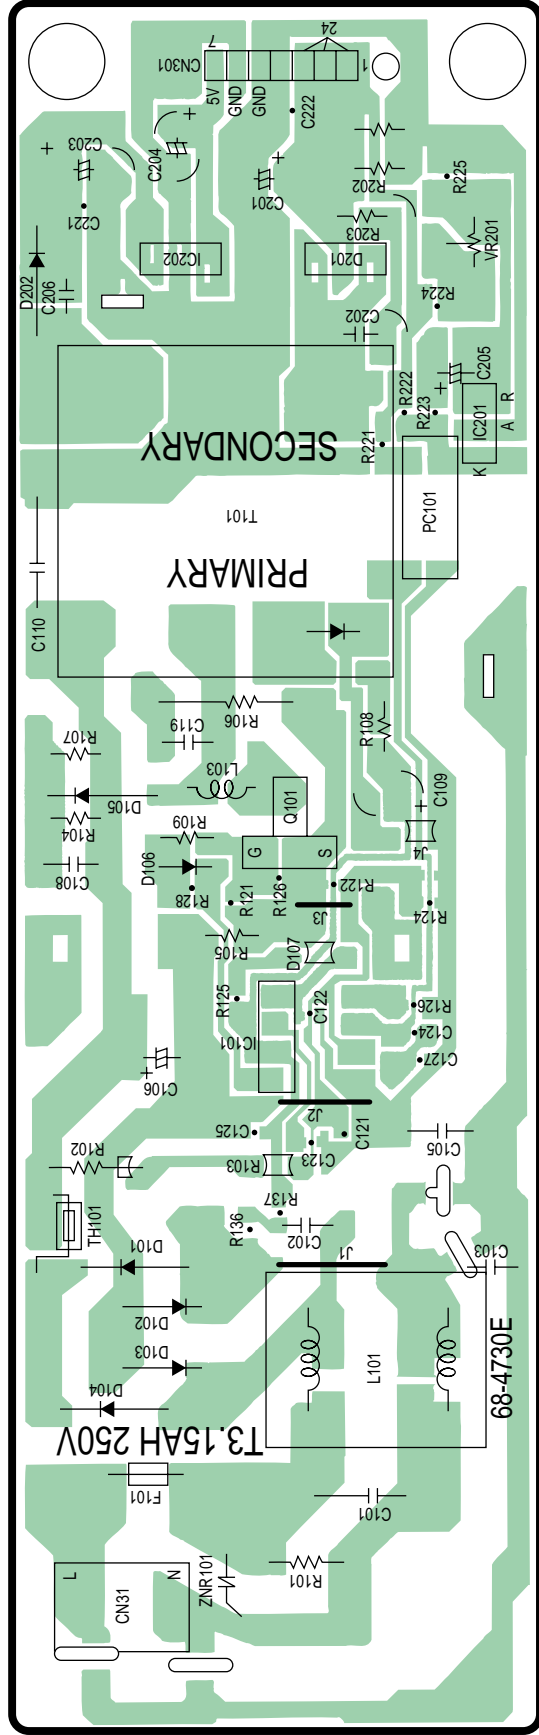 7
24
CN301
1
5V
GND
GND
C222
C203
C204
C201
R202
R225
C221
R203
VR201
IC202
D201
D202
C206
R224
C202
C205
R222
R223
R221
IC201
R
A
K
SECONDARY
PC101
T101
PRIMARY
C110
R107
C119
R106
R108
L103
D105
Q101
C109
R104
R109
G
S
J4
C108
D106
R128
R121
R126
R122
J3
R124
R105
D107
R125
C122
R126
IC101
C124
C106
C127
J2
C125
C121
C123
C105
R102
R103
TH101
R137
R136
C102
D101
J1
C103
D102
D103
L101
68-4730E
D104
T3.15AH 250V
F101
C101
L
N
CN31
ZNR101
R101